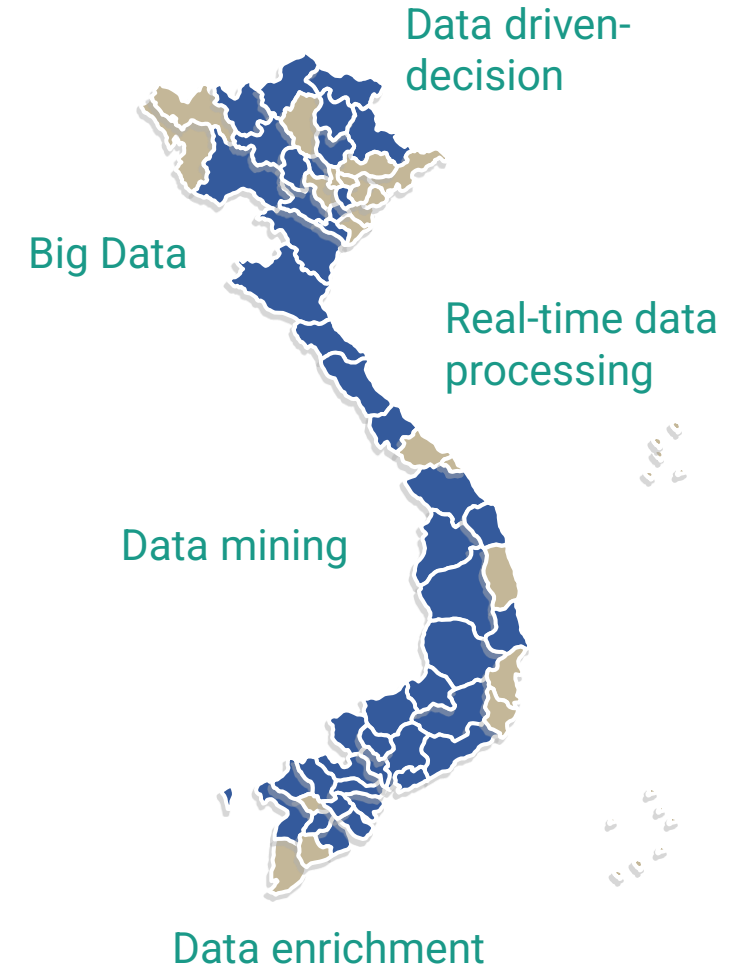 Data driven-
decision
Big Data
Real-time data
processing
Data mining
Data enrichment